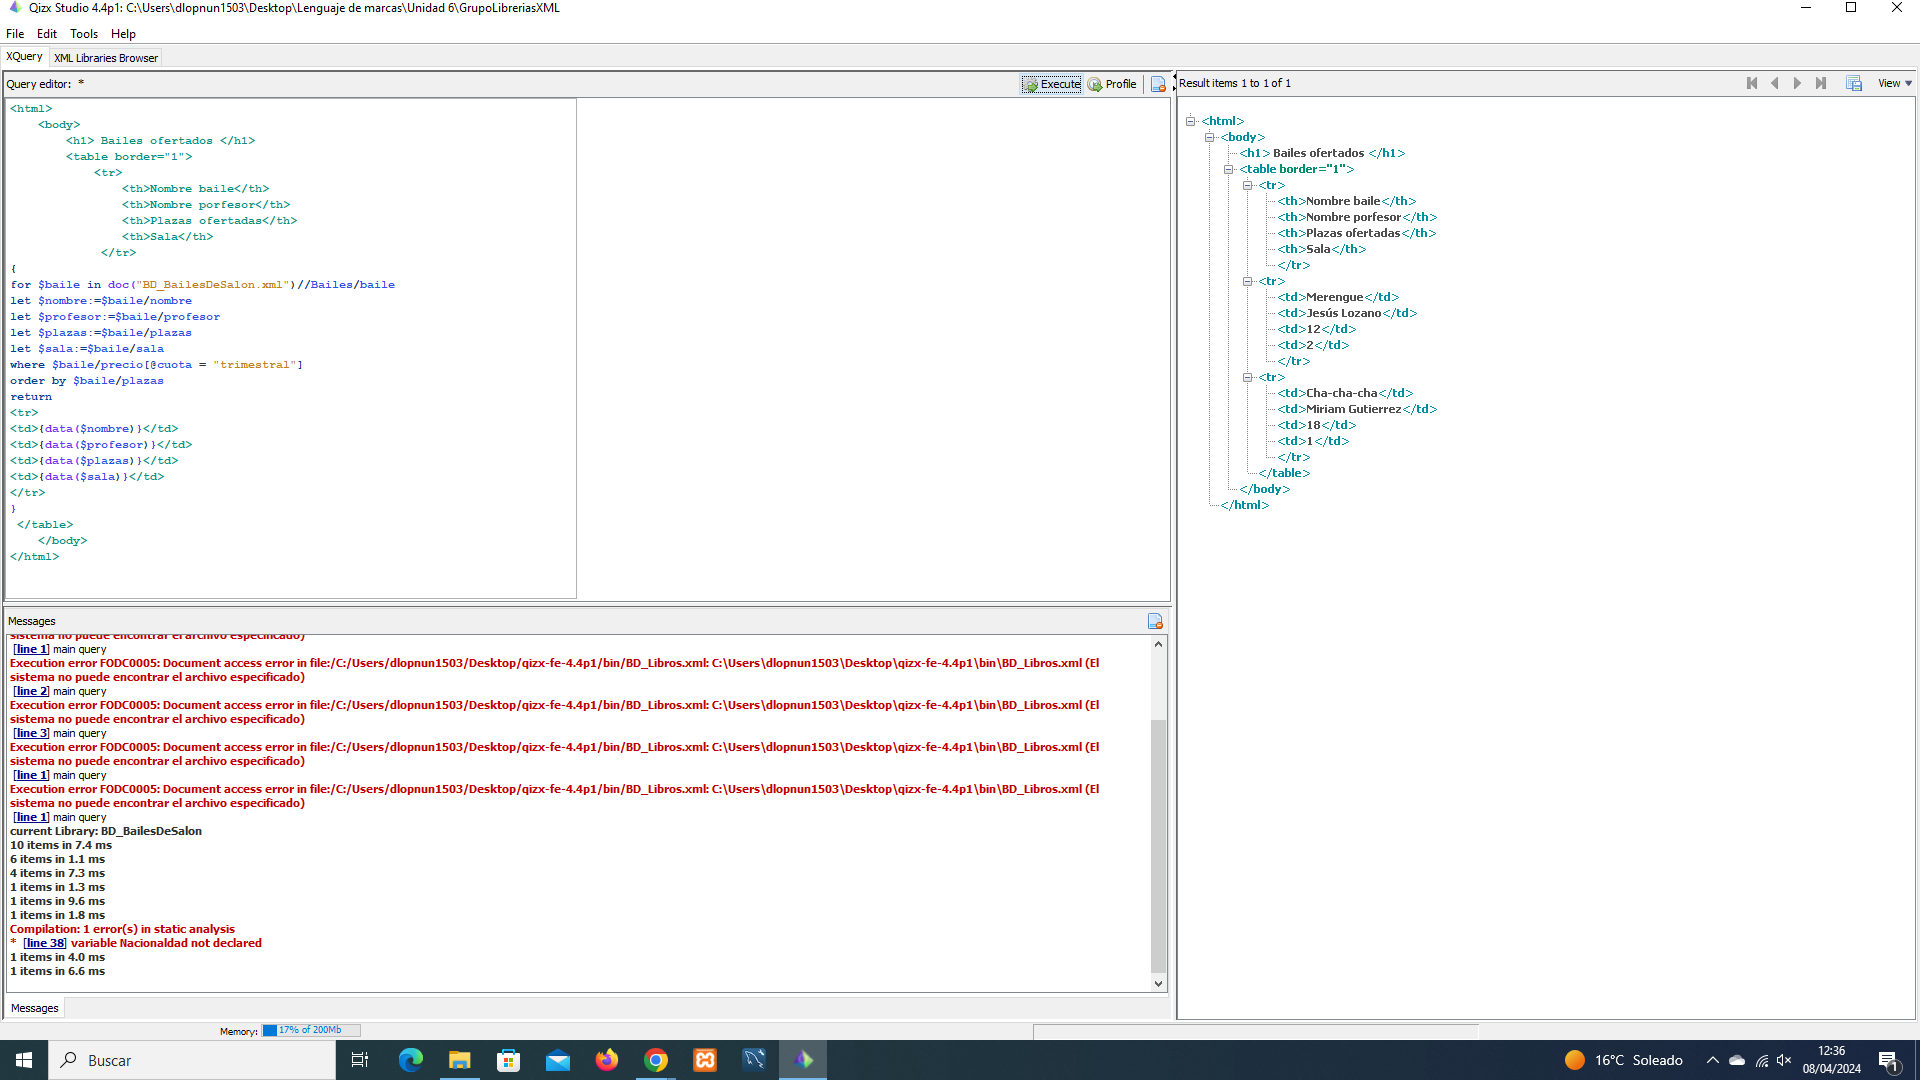 Qizx Studio 4.4p1: C:\Users\dlopnun1503\Desktop\Lenguaje de marcas\Unidad 6\GrupoLibreriasXML
File Edit Tools Help
XQuery XML Libraries Browser
Query editor: *
Execute Profile
<html>
<body>
<h1> Bailes ofertados </h1>
<table border="1">
<tr>
<th>Nombre baile</th>
<th>Nombre porfesor</th>
<th>Plazas ofertadas</th>
<th>Sala</th>
</tr>
{
for $baile in doc("BD_BailesDeSalon.xml")//Bailes/baile
let $nombre:=$baile/nombre
let $profesor:=$baile/profesor
let $plazas:=$baile/plazas
let $sala:=$baile/sala
where $baile/precio[@cuota = "trimestral"]
order by $baile/plazas
return
<tr>
<td>{data($nombre)}</td>
<td>{data($profesor)}</td>
<td>{data($plazas)}</td>
<td>{data($sala)}</td>
</tr>
}
</table>
</body>
</html>
Messages
sistema no puede encontrar el archivo especificado)
[line 1] main query
Execution error FODC0005: Document access error in file:/C:/Users/dlopnun1503/Desktop/qizx-fe-4.4p1/bin/BD_Libros.xml: C:\Users\dlopnun1503\Desktop\qizx-fe-4.4p1\bin\BD_Libros.xml (El
sistema no puede encontrar el archivo especificado)
[line 2] main query
Execution error FODC0005: Document access error in file:/C:/Users/dlopnun1503/Desktop/qizx-fe-4.4p1/bin/BD_Libros.xml: C:\Users\dlopnun1503\Desktop\qizx-fe-4.4p1\bin\BD_Libros.xml (El
sistema no puede encontrar el archivo especificado)
[line 3] main query
Execution error FODC0005: Document access error in file:/C:/Users/dlopnun1503/Desktop/qizx-fe-4.4p1/bin/BD_Libros.xml: C:\Users\dlopnun1503\Desktop\qizx-fe-4.4p1\bin\BD_Libros.xml (El
sistema no puede encontrar el archivo especificado)
[line 1] main query
Execution error FODC0005: Document access error in file:/C:/Users/dlopnun1503/Desktop/qizx-fe-4.4p1/bin/BD_Libros.xml: C:\Users\dlopnun1503\Desktop\qizx-fe-4.4p1\bin\BD_Libros.xml (El
sistema no puede encontrar el archivo especificado)
[line 1] main query
current Library: BD_BailesDeSalon
10 items in 7.4 ms
6 items in 1.1 ms
4 items in 7.3 ms
1 items in 1.3 ms
1 items in 9.6 ms
1 items in 1.8 ms
Compilation: 1 error(s) in static analysis
* [line 38] variable Nacionaldad not declared
1 items in 4.0 ms
1 items in 6.6 ms
Messages
Memory: 17% of 200Mb
Result items 1 to 1 of 1
View
<html>
<body>
<h1> Bailes ofertados </h1>
<table border="1">
<tr>
<th>Nombre baile</th>
<th>Nombre porfesor</th>
<th>Plazas ofertadas</th>
<th>Sala</th>
</tr>
<tr>
<td>Merengue</td>
<td>Jesús Lozano</td>
<td>12</td>
<td>2</td>
</tr>
<tr>
<td>Cha-cha-cha</td>
<td>Miriam Gutierrez</td>
<td>18</td>
<td>1</td>
</tr>
</table>
</body>
</html>
Buscar
16°C Soleado
12:36
08/04/2024
1